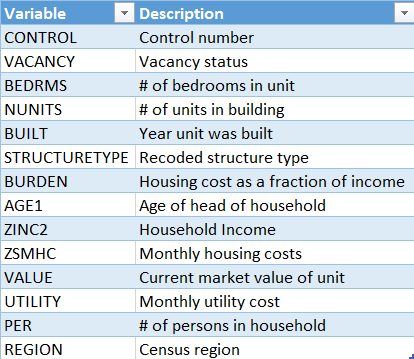 Variable Description
CONTROL Control number
VACANCY Vacancy status
BEDRMS # of bedrooms in unit
NUNITS # of units in building
BUILT Year unit was built
STRUCTURETYPE Recoded structure type
BURDEN Housing cost as a fraction of income
AGE1 Age of head of household
ZINC2 Household Income
ZSMHC Monthly housing costs
VALUE Current market value of unit
UTILITY Monthly utility cost
PER # of persons in household
REGION Census region